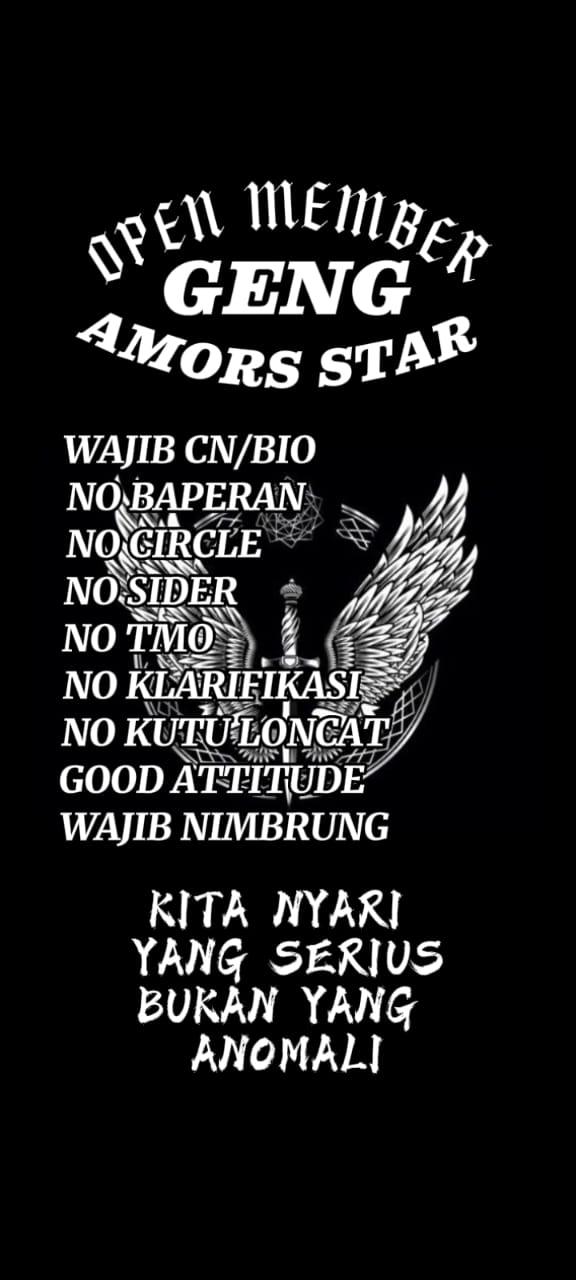 OPEN MEMBER
GENG
AMORS STAR
WAJIB CN/BIO
NO BAPERAN
NO CIRCLE
NO SIDER
NO TMO
NO KLARIFIKASI
NO KUTU LONCAT
GOOD ATTITUDE
WAJIB NIMBRUNG
KITA NYARI
YANG SERIUS
BUKAN YANG
ANOMALI